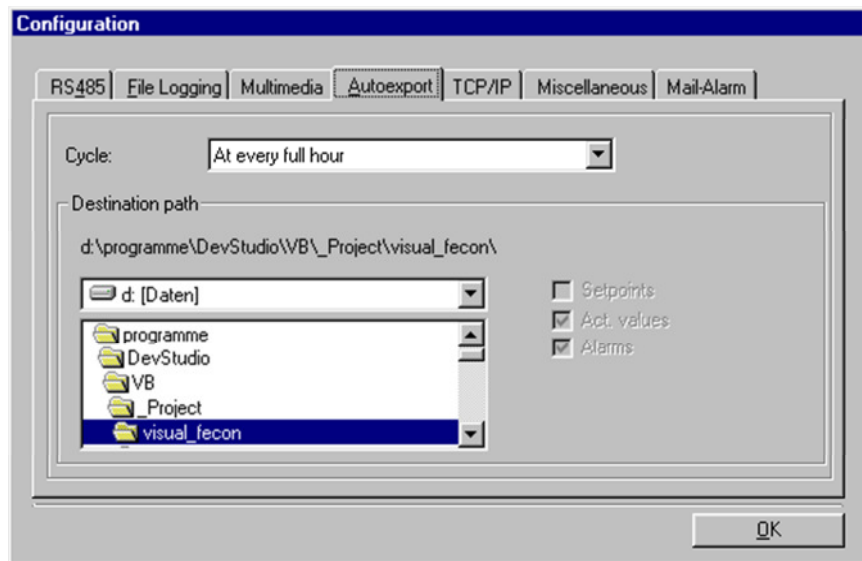 Configuration
RS485 File Logging Multimedia Autoexport TCP/IP Miscellaneous Mail-Alarm
Cycle: At every full hour
Destination path
d:\programme\DevStudio\VB\_Project\visual_fecon\
d: [Daten]
Setpoints
Act. values
Alarms
programme
DevStudio
VB
_Project
visual_fecon
OK